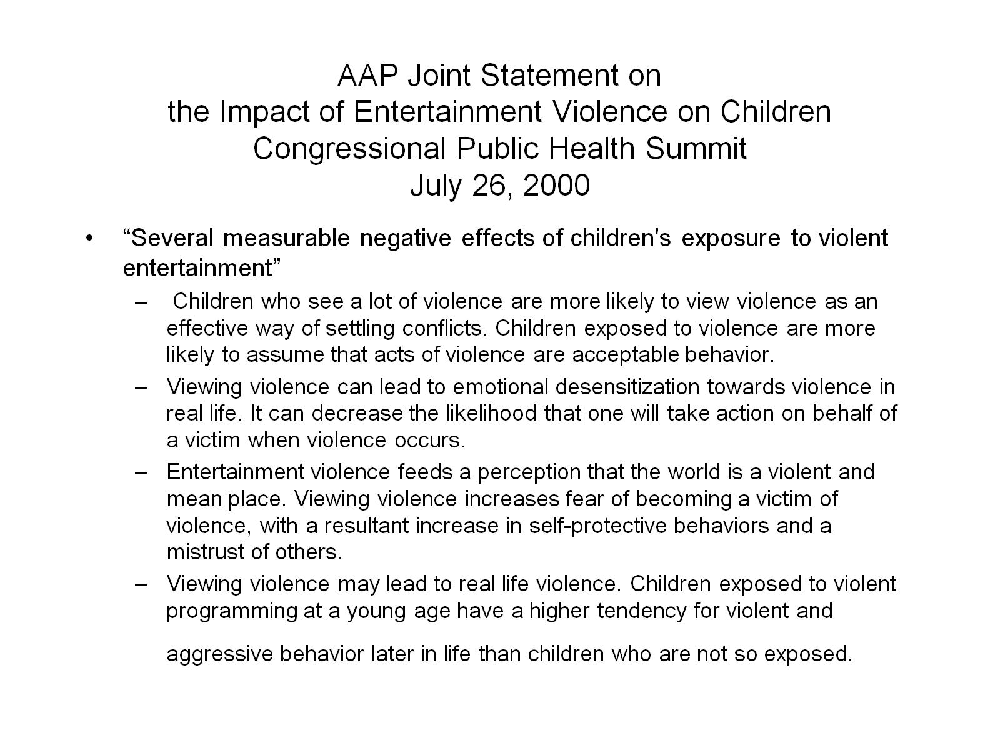 AAP Joint Statement on
the Impact of Entertainment Violence on Children
Congressional Public Health Summit
July 26, 2000
• “Several measurable negative effects of children's exposure to violent
entertainment”
– Children who see a lot of violence are more likely to view violence as an
effective way of settling conflicts. Children exposed to violence are more
likely to assume that acts of violence are acceptable behavior.
– Viewing violence can lead to emotional desensitization towards violence in
real life. It can decrease the likelihood that one will take action on behalf of
a victim when violence occurs.
– Entertainment violence feeds a perception that the world is a violent and
mean place. Viewing violence increases fear of becoming a victim of
violence, with a resultant increase in self-protective behaviors and a
mistrust of others.
– Viewing violence may lead to real life violence. Children exposed to violent
programming at a young age have a higher tendency for violent and
aggressive behavior later in life than children who are not so exposed.